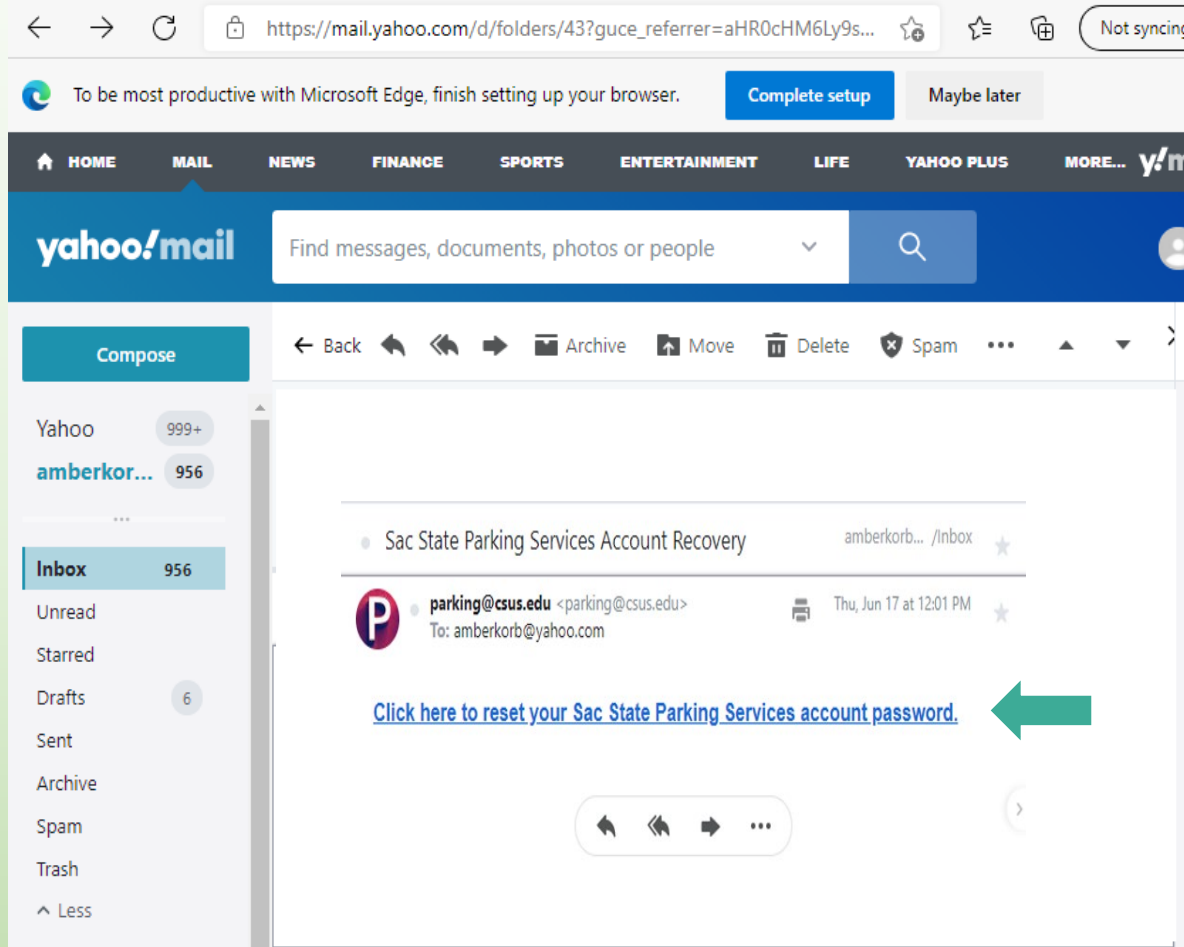 https://mail.yahoo.com/d/folders/43?guce_referrer=aHR0cHM6Ly9s...
Not syncing
To be most productive with Microsoft Edge, finish setting up your browser.
Complete setup
Maybe later
HOME MAIL NEWS FINANCE SPORTS ENTERTAINMENT LIFE YAHOO PLUS MORE... y!m
yahoo!mail
Find messages, documents, photos or people
Compose
Back Archive Move Delete Spam
Yahoo 999+
amberkor... 956
Inbox 956
Unread
Starred
Drafts 6
Sent
Archive
Spam
Trash
Less
Sac State Parking Services Account Recovery
amberkorb... /Inbox
P
parking@csus.edu <parking@csus.edu>
Thu, Jun 17 at 12:01 PM
To: amberkorb@yahoo.com
Click here to reset your Sac State Parking Services account password.